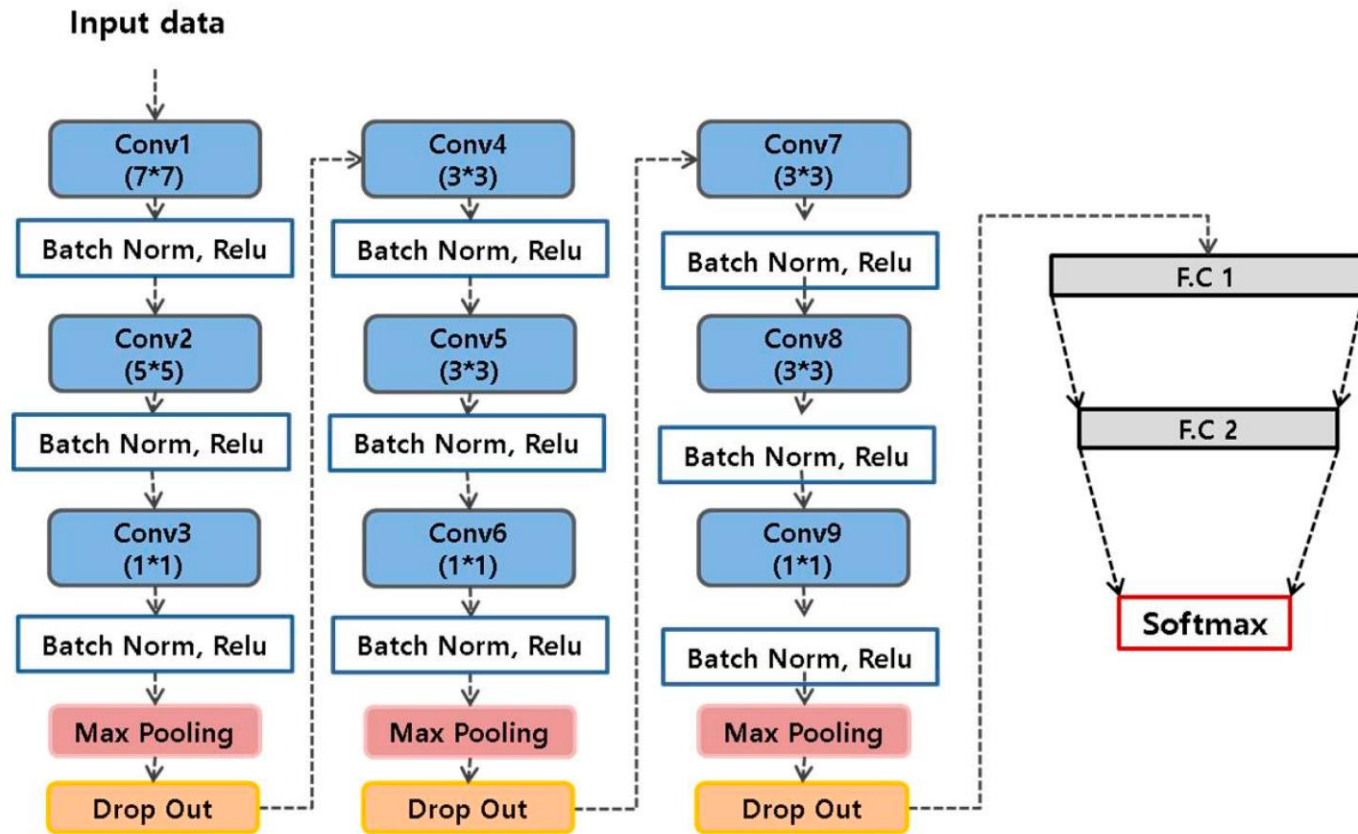 Input data
Conv1
(7*7)
Batch Norm, Relu
Conv2
(5*5)
Batch Norm, Relu
Conv3
(1*1)
Batch Norm, Relu
Max Pooling
Drop Out
Conv4
(3*3)
Batch Norm, Relu
Conv5
(3*3)
Batch Norm, Relu
Conv6
(1*1)
Batch Norm, Relu
Max Pooling
Drop Out
Conv7
(3*3)
Batch Norm, Relu
Conv8
(3*3)
Batch Norm, Relu
Conv9
(1*1)
Batch Norm, Relu
Max Pooling
Drop Out
F.C 1
F.C 2
Softmax